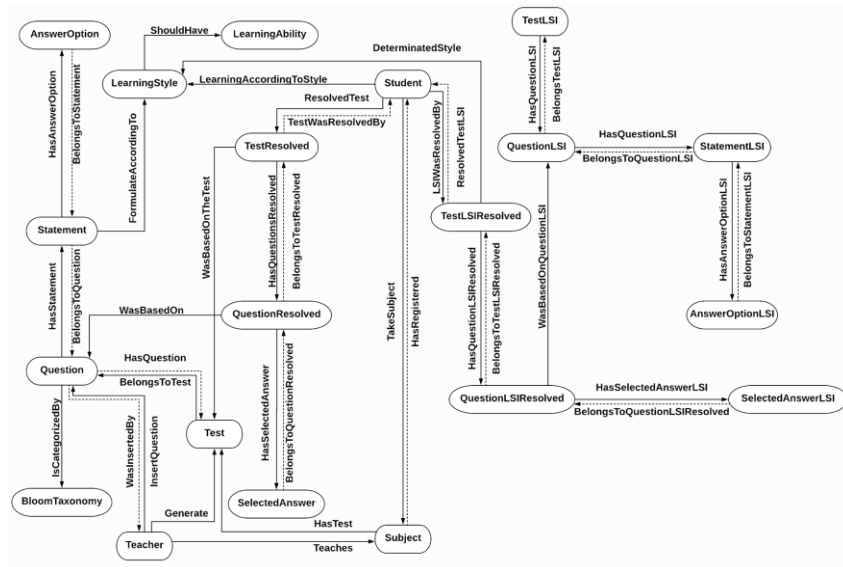 AnswerOption
ShouldHave
LearningAbility
TestLSI
DeterminatedStyle
LearningStyle
LearningAccordingToStyle
Student
HasAnswerOption
BelongsToStatement
FormulateAccordingTo
ResolvedTest
TestWasResolvedBy
LSIWasResolvedBy
ResolvedTestLSI
HasQuestionLSI
BelongsTestLSI
TestResolved
QuestionLSI
HasQuestionLSI
BelongsToQuestionLSI
StatementLSI
Statement
WasBasedOnTheTest
HasQuestionsResolved
BelongsToTestResolved
TestLSIResolved
HasAnswerOptionLSI
BelongsToStatementLSI
HasStatement
BelongsToQuestion
WasBasedOn
QuestionResolved
TakeSubject
HasRegistered
HasQuestionLSIResolved
BelongsToTestLSIResolved
WasBasedOnQuestionLSI
AnswerOptionLSI
Question
HasQuestion
BelongsToTest
QuestionLSIResolved
HasSelectedAnswerLSI
BelongsToQuestionLSIResolved
SelectedAnswerLSI
IsCategorizedBy
WasInsertedBy
InsertQuestion
Test
HasSelectedAnswer
BelongsToQuestionResolved
BloomTaxonomy
SelectedAnswer
Generate
HasTest
Teacher
Teaches
Subject